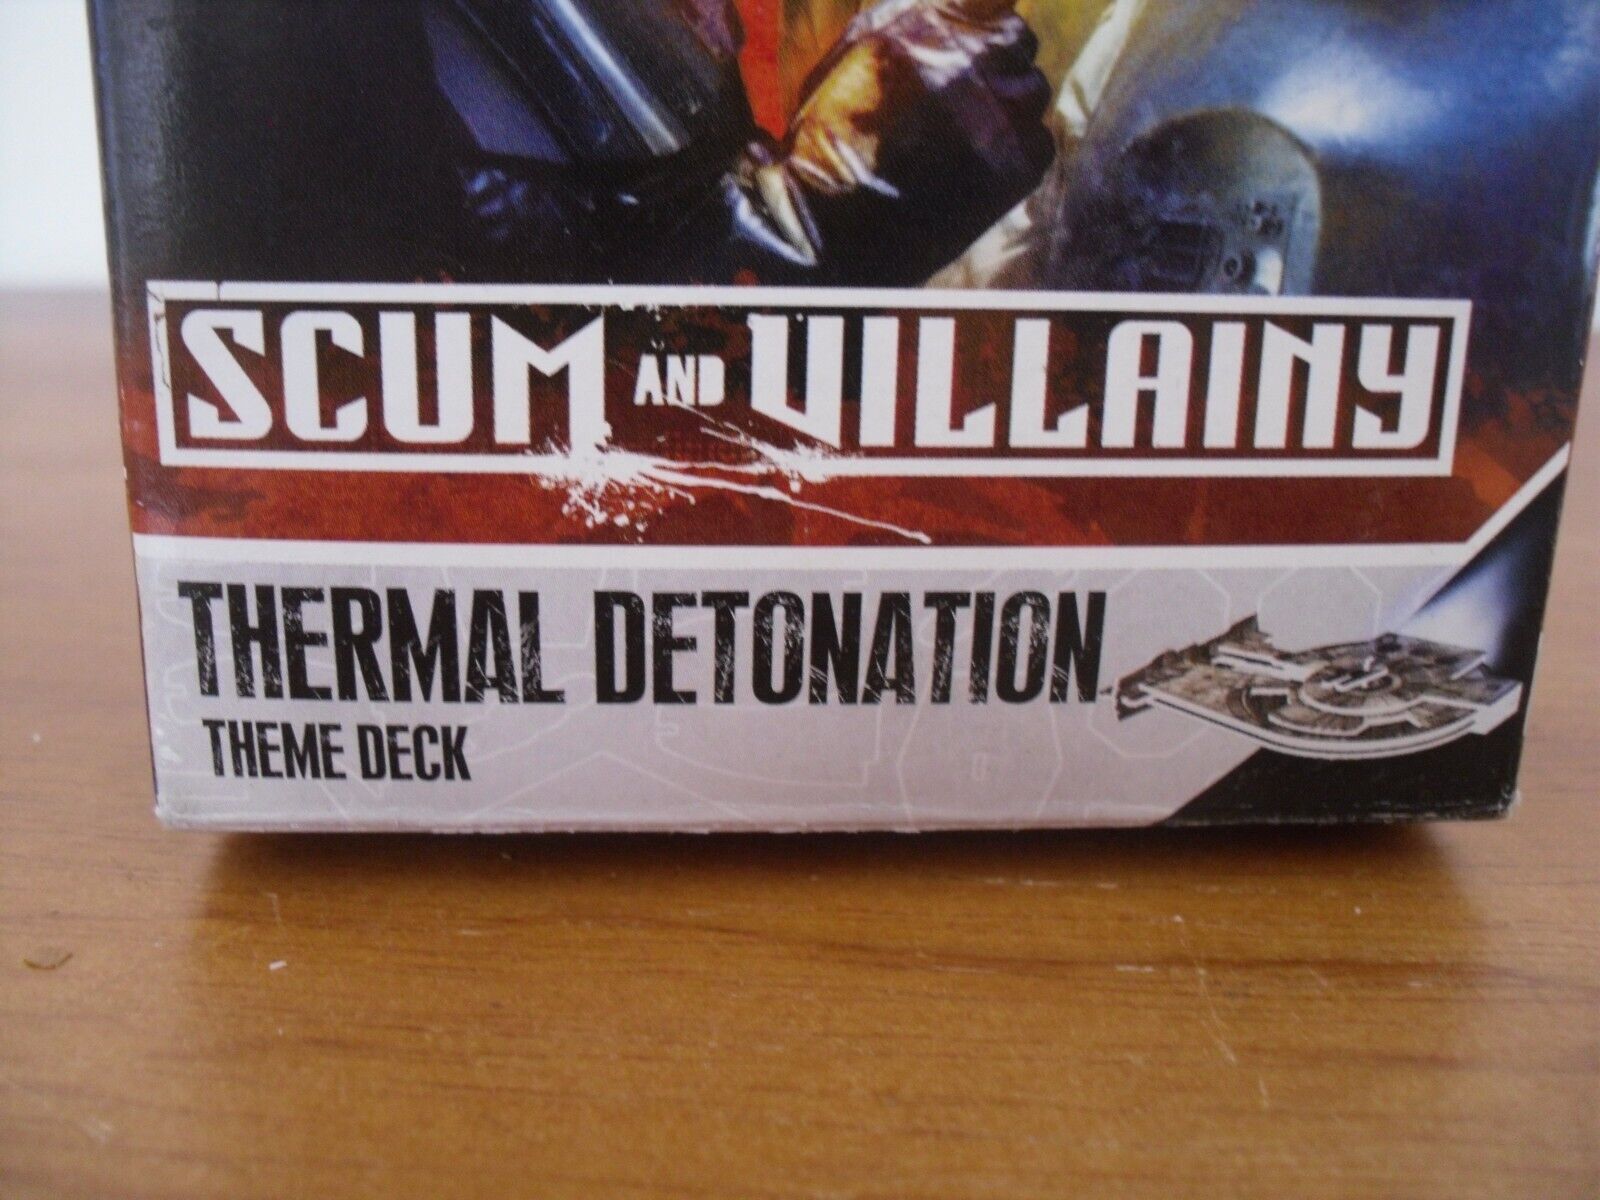 SCUM AND VILLAINY
THERMAL DETONATION
THEME DECK